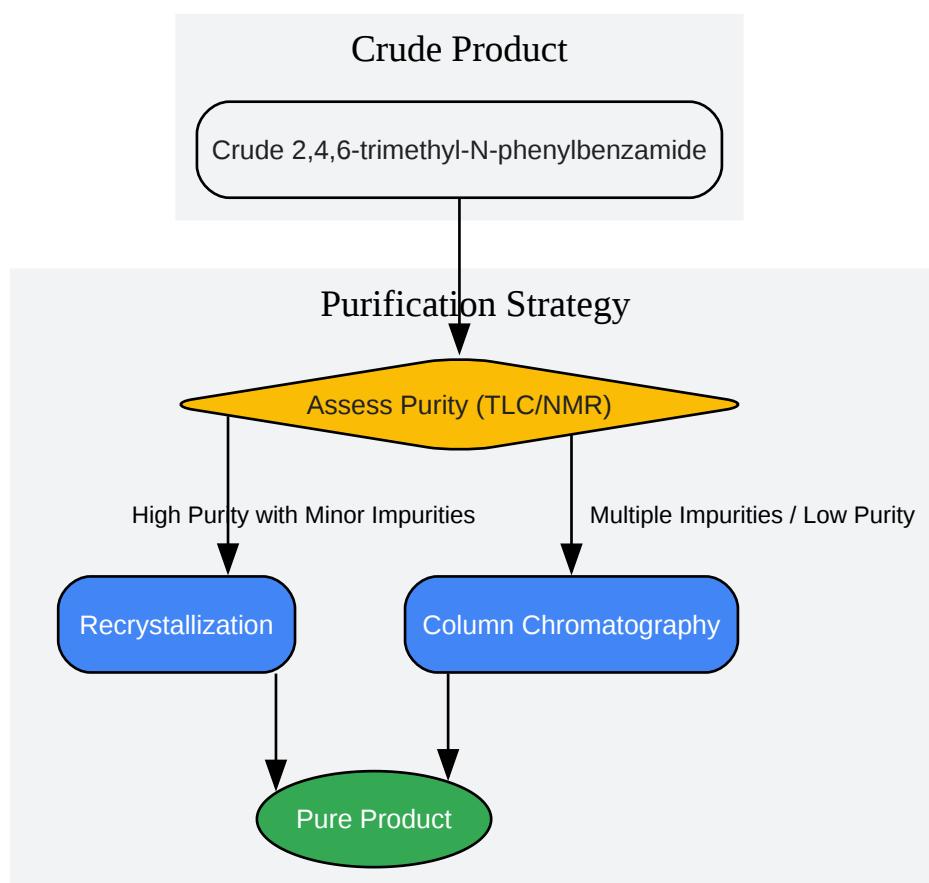 Crude Product
Crude 2,4,6-trimethyl-N-phenylbenzamide
Purification Strategy
Assess Purity (TLC/NMR)
High Purity with Minor Impurities
Multiple Impurities / Low Purity
Recrystallization
Column Chromatography
Pure Product